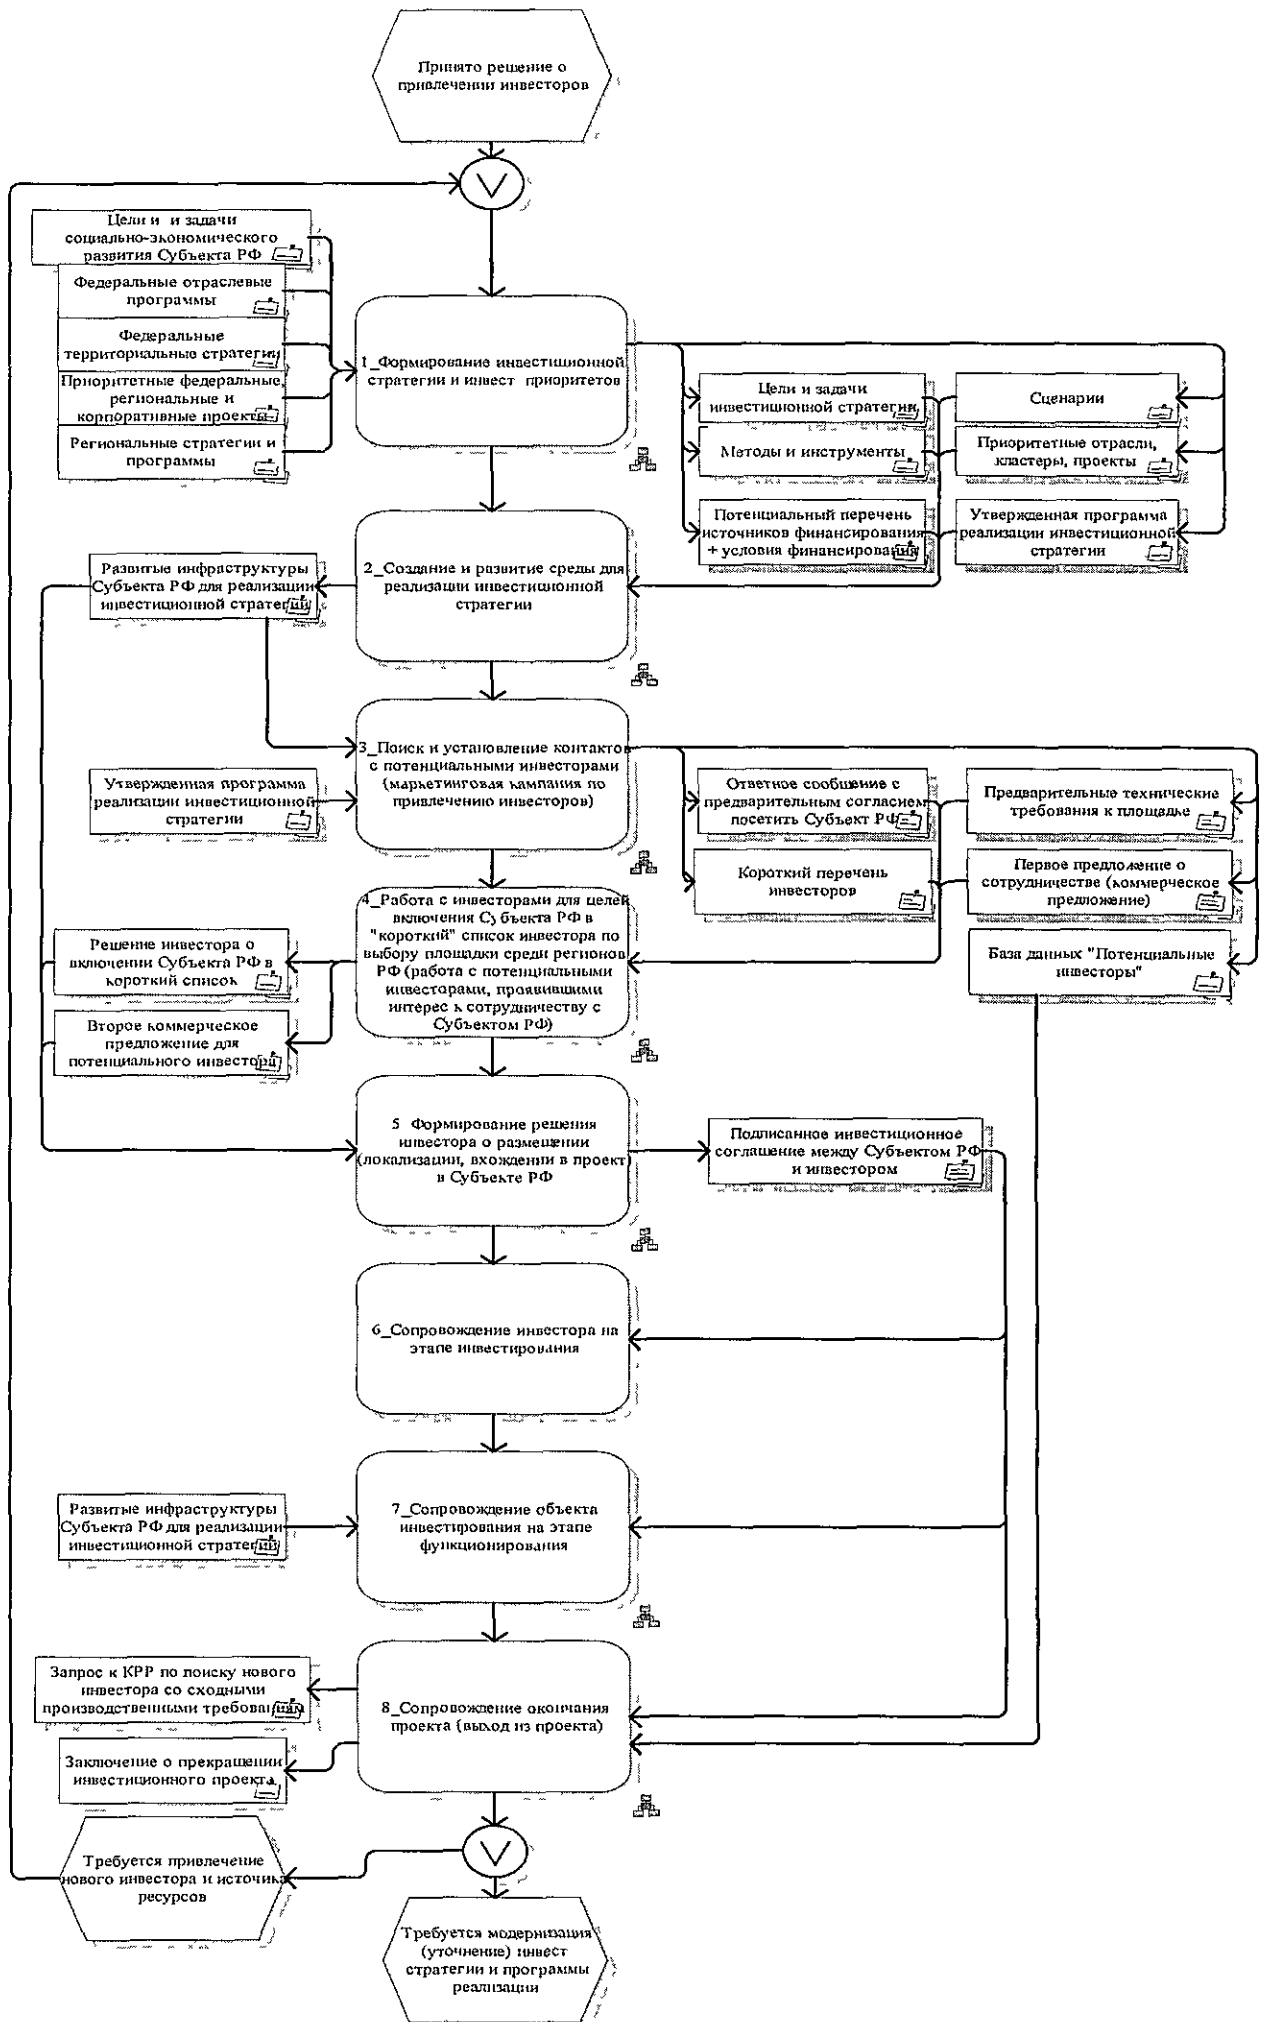 Принято решение о
привлечении инвесторов
Цели и и задачи
социально-экономического
развития Субъекта РФ
Федеральные отраслевые
программы
Федеральные
территориальные стратегии
Приоритетные федеральные,
региональные и
корпоративные проекты
Региональные стратегии и
программы
1_Формирование инвестиционной
стратегии и инвест приоритетов
Цели и задачи
инвестиционной стратегии
Сценарии
Методы и инструменты
Приоритетные отрасли,
кластеры, проекты
Потенциальный перечень
источников финансирования
+ условия финансирования
Утвержденная программа
реализации инвестиционной
стратегии
Развитые инфраструктуры
Субъекта РФ для реализации
инвестиционной стратегии
2_Создание и развитие среды для
реализации инвестиционной
стратегии
3_Поиск и установление контактов
с потенциальными инвесторами
(маркетинговая кампания по
привлечению инвесторов)
Утвержденная программа
реализации инвестиционной
стратегии
Ответное сообщение с
предварительным согласием
посетить Субъект РФ
Предварительные технические
требования к площадке
Короткий перечень
инвесторов
Первое предложение о
сотрудничестве (коммерческое
предложение)
База данных "Потенциальные
инвесторы"
4_Работа с инвесторами для целей
включения Субъекта РФ в
"короткий" список инвестора по
выбору площадки среди регионов
РФ (работа с потенциальными
инвесторами, проявившими
интерес к сотрудничеству с
Субъектом РФ)
Решение инвестора о
включении Субъекта РФ в
короткий список
Второе коммерческое
предложение для
потенциального инвестора
5 Формирование решения
инвестора о размещении
(локализации, вхождении в проект)
в Субъекте РФ
Подписанное инвестиционное
соглашение между Субъектом РФ
и инвестором
6_Сопровождение инвестора на
этапе инвестирования
Развитые инфраструктуры
Субъекта РФ для реализации
инвестиционной стратегии
7_Сопровождение объекта
инвестирования на этапе
функционирования
Запрос к КРР по поиску нового
инвестора со сходными
производственными требованиям
8_Сопровождение окончания
проекта (выход из проекта)
Заключение о прекращении
инвестиционного проекта
Требуется привлечение
нового инвестора и источника
ресурсов
Требуется модернизация
(уточнение) инвест
стратегии и программы
реализации